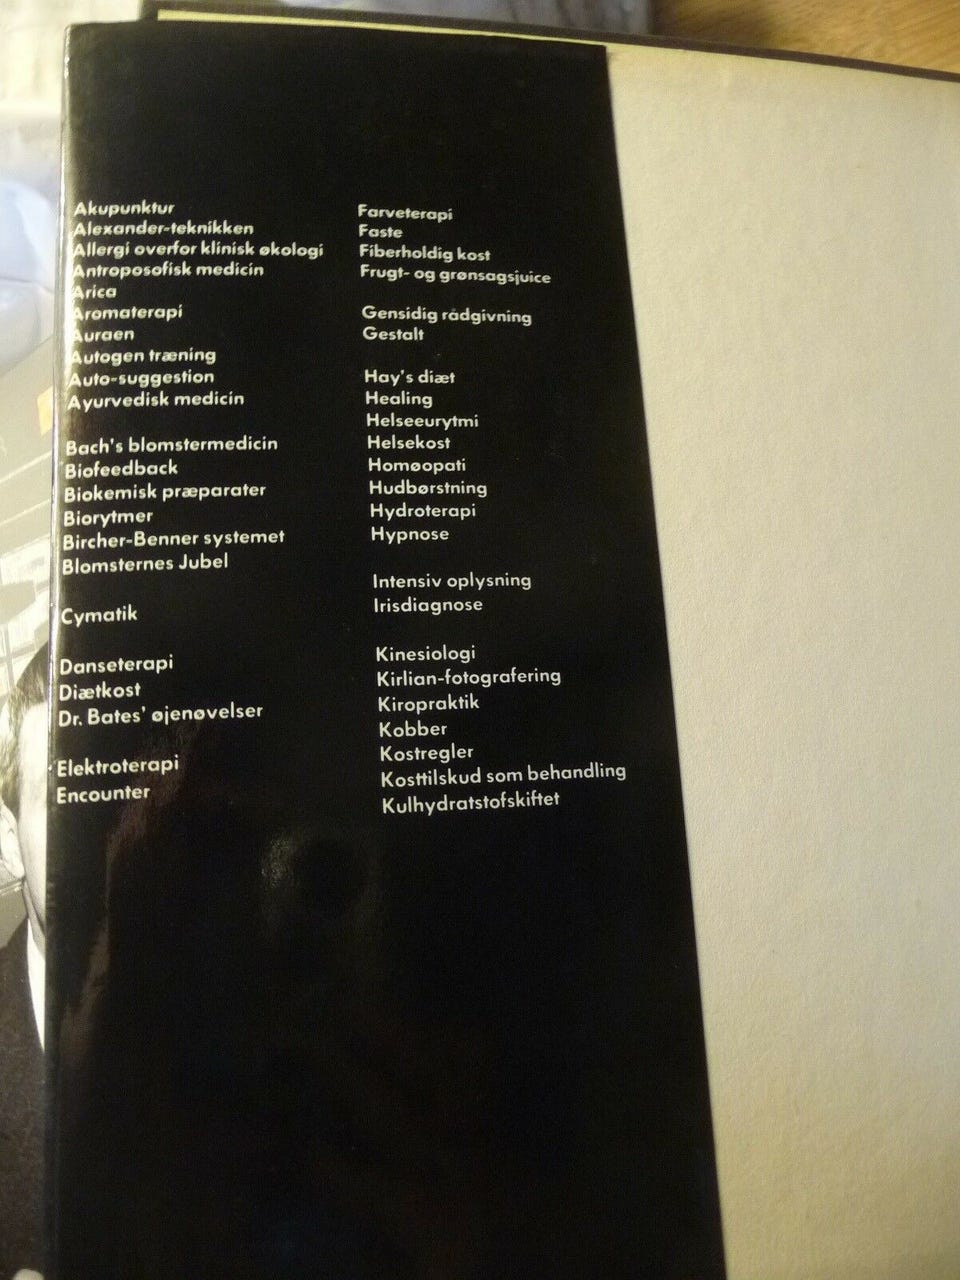 Akupunktur
Alexander-teknikken
Allergi overfor klinisk økologi
Antroposofisk medicin
Arica
Aromaterapi
Auraen
Autogen træning
Auto-suggestion
Ayurvedisk medicin
Bach's blomstermedicin
Biofeedback
Biokemisk præparater
Biorytmer
Bircher-Benner systemet
Blomsternes Jubel
Cymatik
Danseterapi
Diætkost
Dr. Bates' øjenøvelser
Elektroterapi
Encounter
Farveterapi
Faste
Fiberholdig kost
Frugt- og grønsagsjuice
Gensidig rådgivning
Gestalt
Hay's diæt
Healing
Helseeurytmi
Helsekost
Homøopati
Hudbørstning
Hydroterapi
Hypnose
Intensiv oplysning
Irisdiagnose
Kinesiologi
Kirlian-fotografering
Kiropraktik
Kobber
Kostregler
Kosttilskud som behandling
Kulhydratstofskiftet